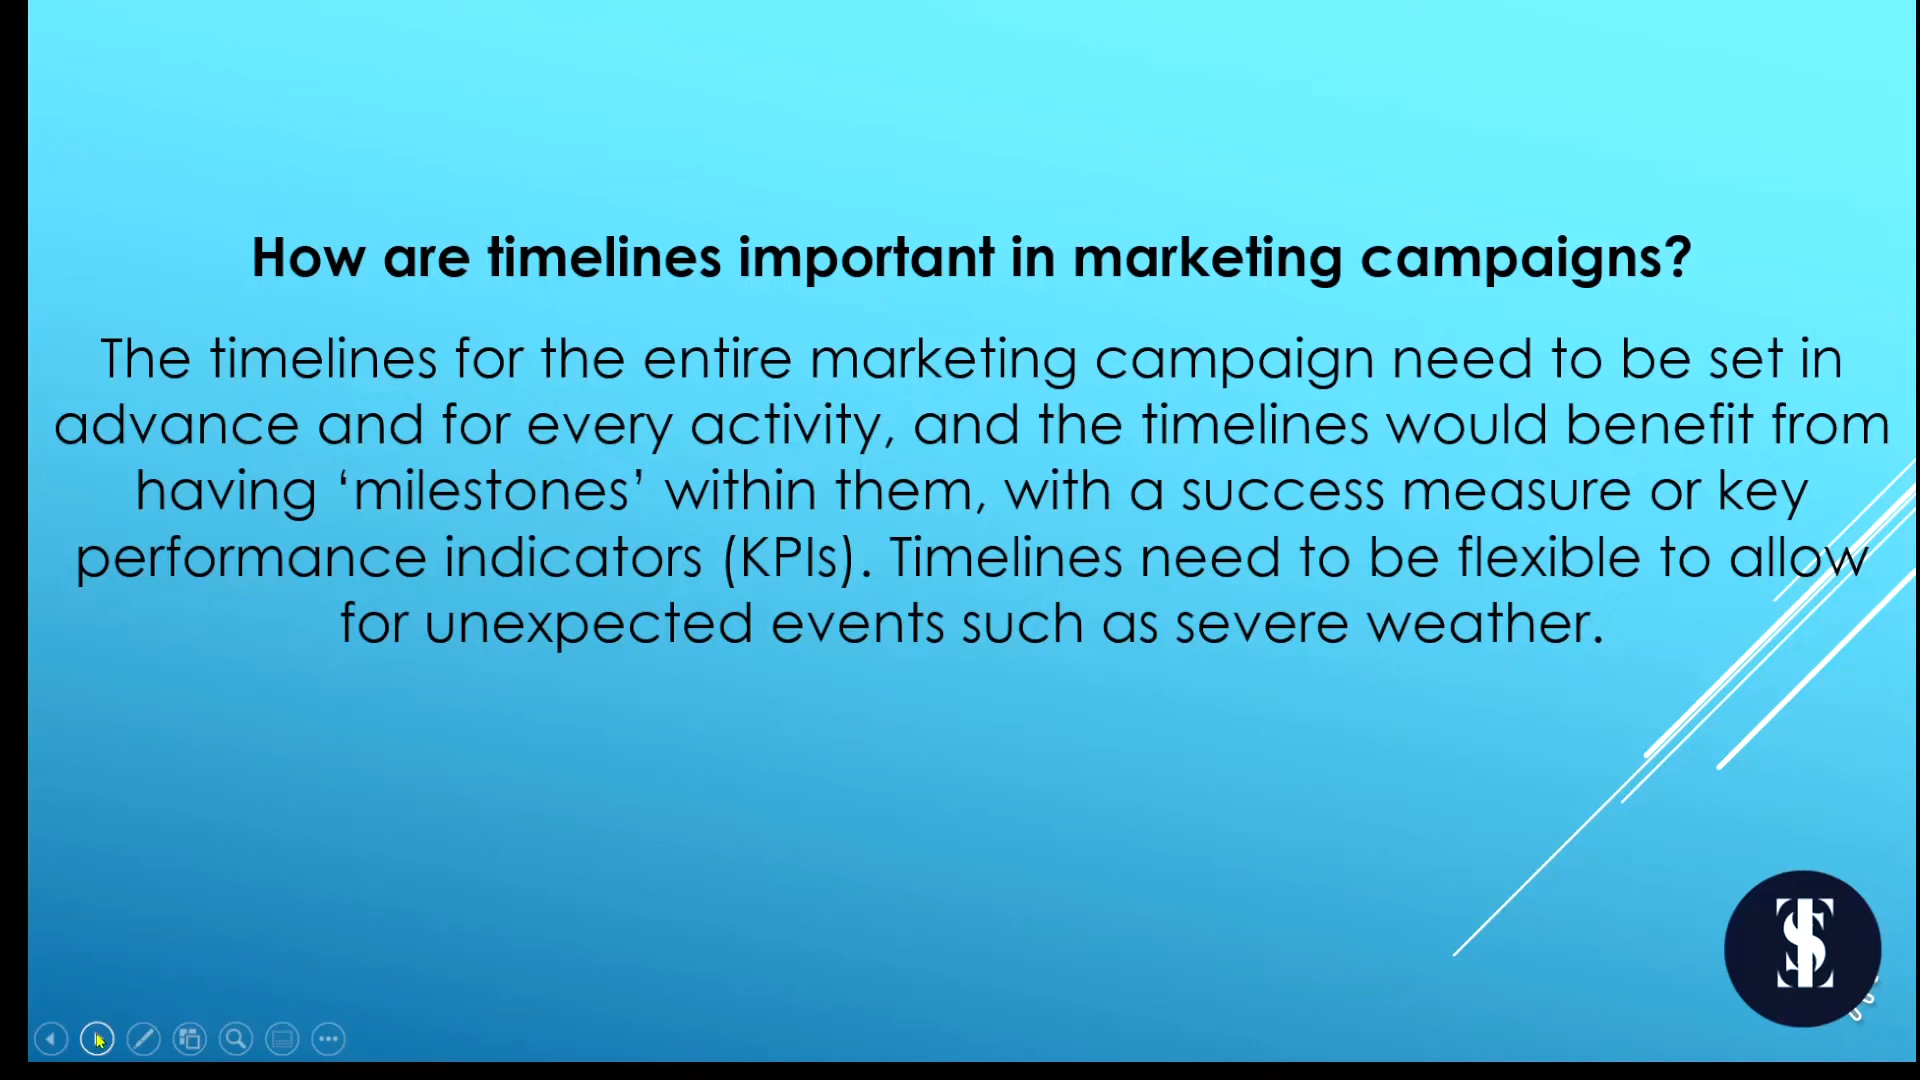 How are timelines important in marketing campaigns?
The timelines for the entire marketing campaign need to be set in
advance and for every activity, and the timelines would benefit from
having ‘milestones’ within them, with a success measure or key
performance indicators (KPIs). Timelines need to be flexible to allow
for unexpected events such as severe weather.